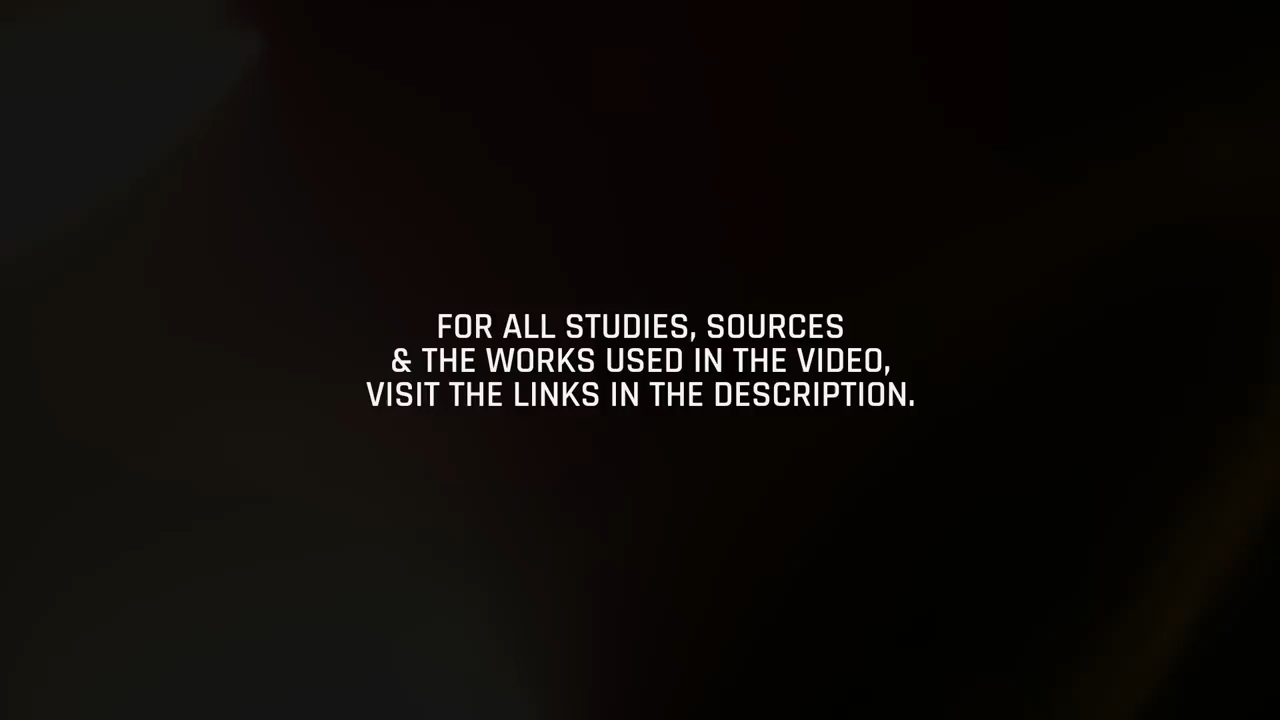 FOR ALL STUDIES, SOURCES
& THE WORKS USED IN THE VIDEO,
VISIT THE LINKS IN THE DESCRIPTION.